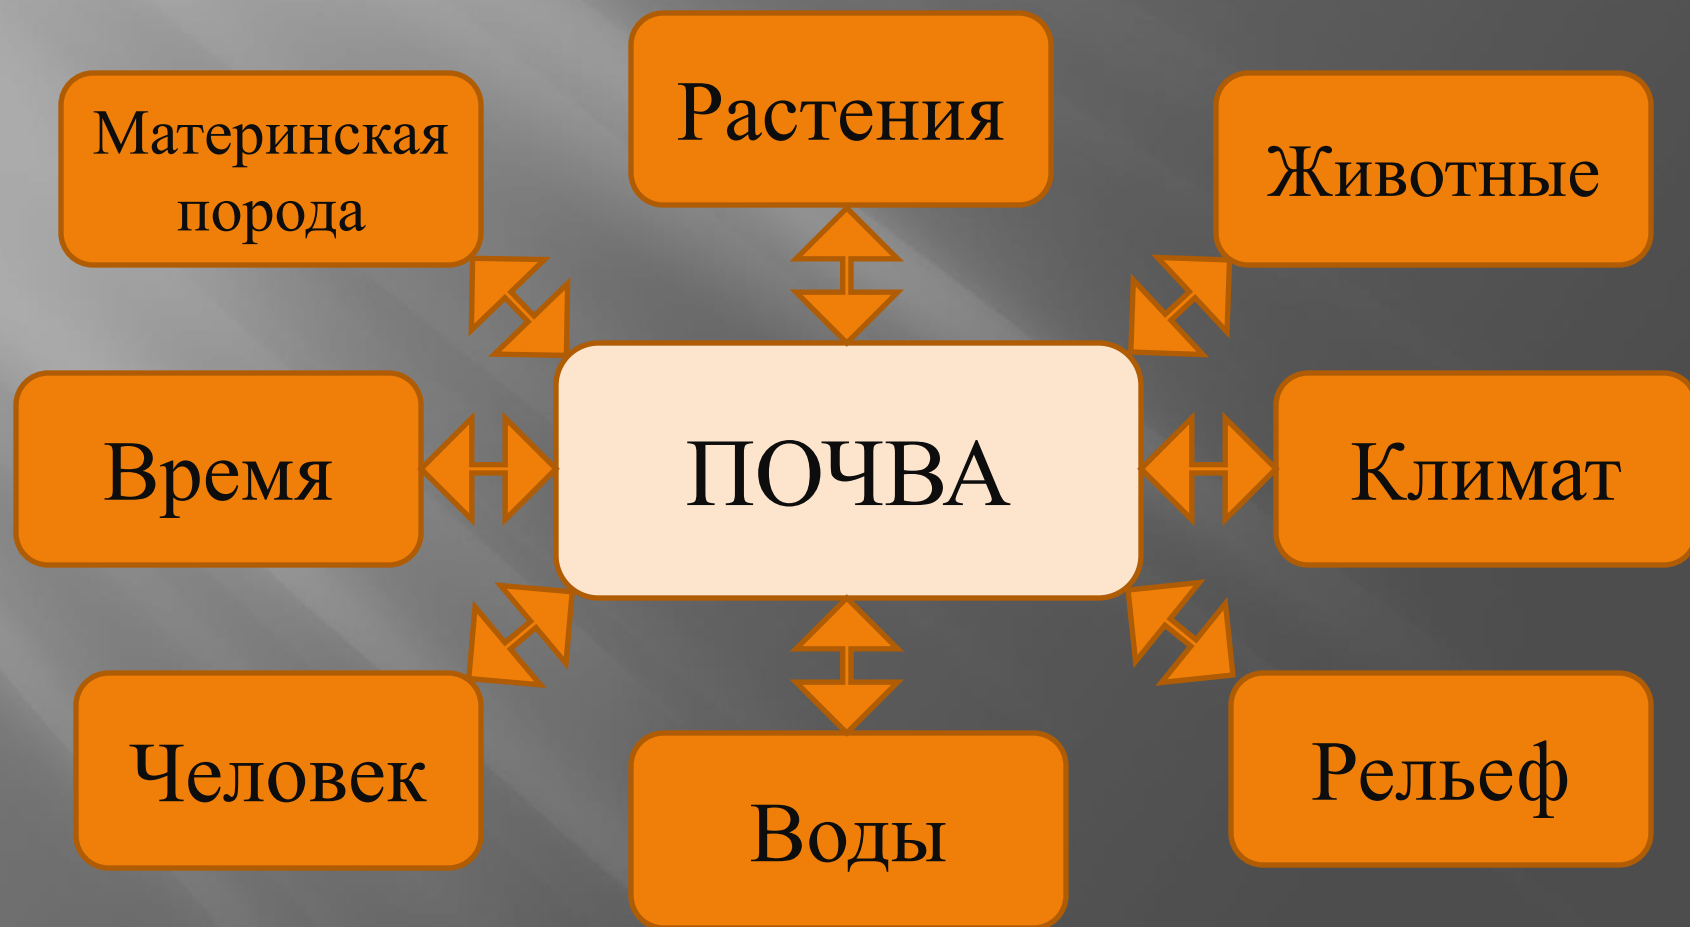 Растения
Материнская
порода
Животные
Время
ПОЧВА
Климат
Человек
Воды
Рельеф